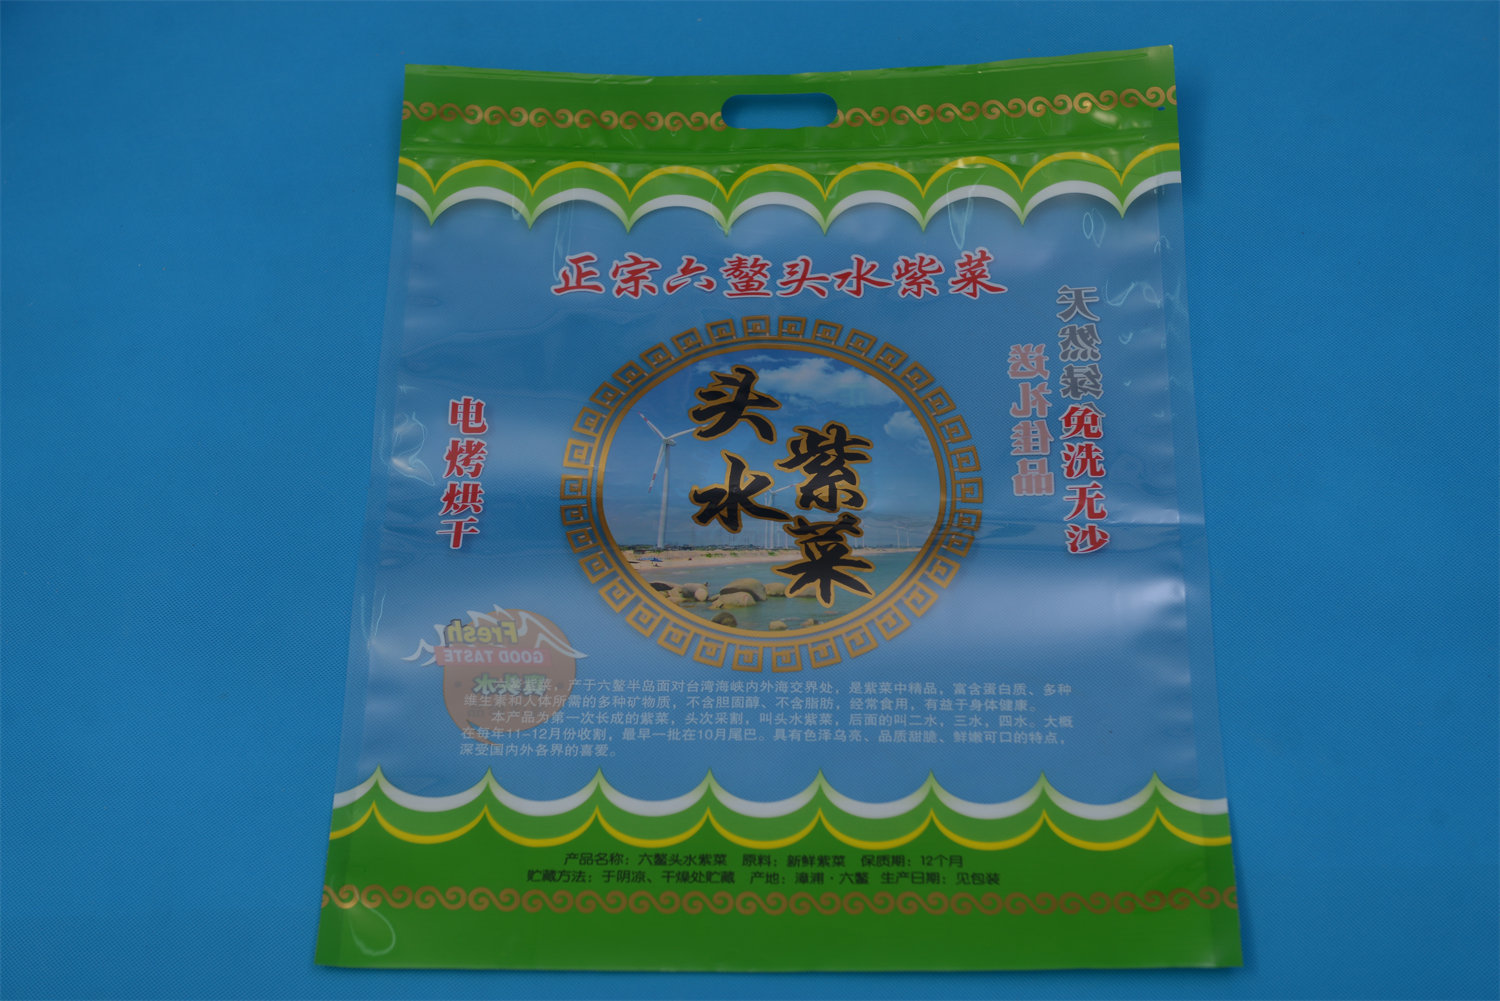 正宗六鳌头水紫菜
天然绿
送礼佳品
头水
紫菜
电烤烘干
免洗无沙
Fresh
GOOD TASTE
头水
紫菜，产于六鳌半岛面对台湾海峡内外海交界处，是紫菜中精品，富含蛋白质、多种
维生素和人体所需的多种矿物质，不含胆固醇、不含脂肪，经常食用，有益于身体健康。
本产品为第一次长成的紫菜，头次采割，叫头水紫菜，后面的叫二水，三水，四水。大概
在每年11-12月份收割，最早一批在10月尾巴。具有色泽乌亮、品质甜脆、鲜嫩可口的特点，
深受国内外各界的喜爱。
产品名称：六鳌头水紫菜 原料：新鲜紫菜 保质期：12个月
贮藏方法：于阴凉、干燥处贮藏 产地：漳浦·六鳌 生产日期：见包装